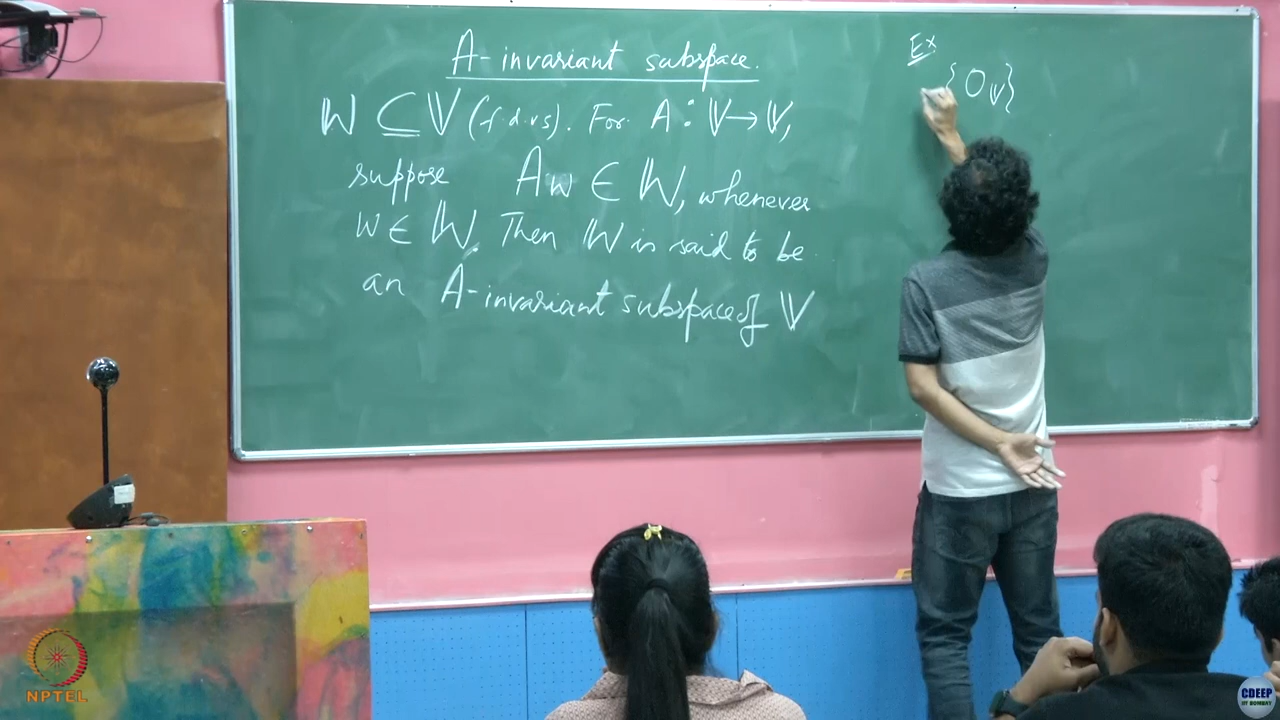 A-invariant subspace.
𝕎 ⊆ 𝕍 (f.d.v.s). For A : 𝕍→𝕍,
suppose Aw ∈ 𝕎, whenever
w ∈ 𝕎. Then 𝕎 is said to be
an A-invariant subspace of 𝕍
Ex
{0_𝕍}
NPTEL
CDEEP
IIT BOMBAY